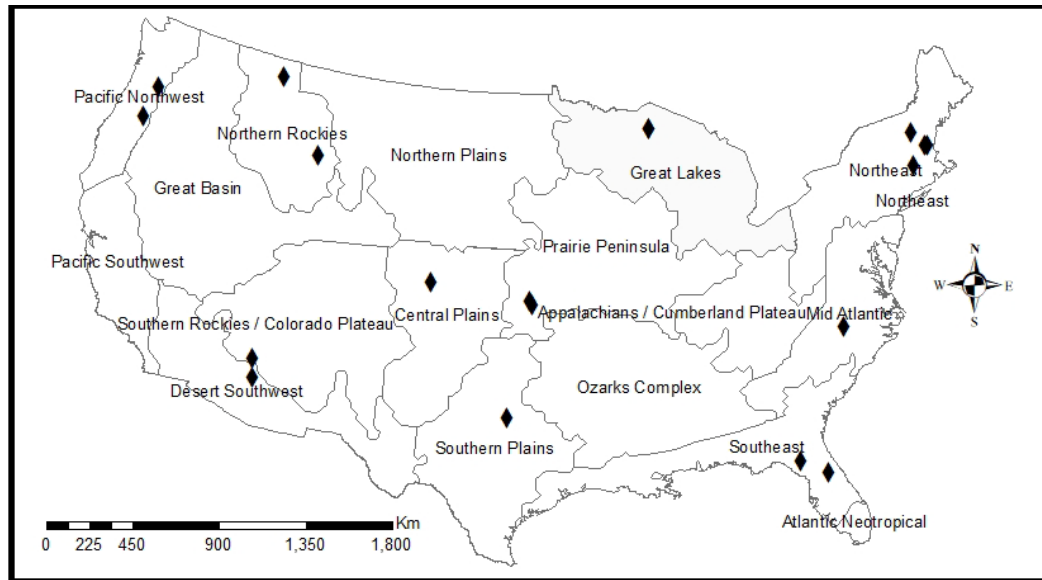 Pacific Northwest
Northern Rockies
Northern Plains
Great Lakes
Northeast
Great Basin
Northeast
Prairie Peninsula
Pacific Southwest
N
W E
S
Southern Rockies / Colorado Plateau
Central Plains
Appalachians / Cumberland Plateau
Mid Atlantic
Desert Southwest
Ozarks Complex
Southern Plains
Southeast
Atlantic Neotropical
Km
0 225 450 900 1,350 1,800